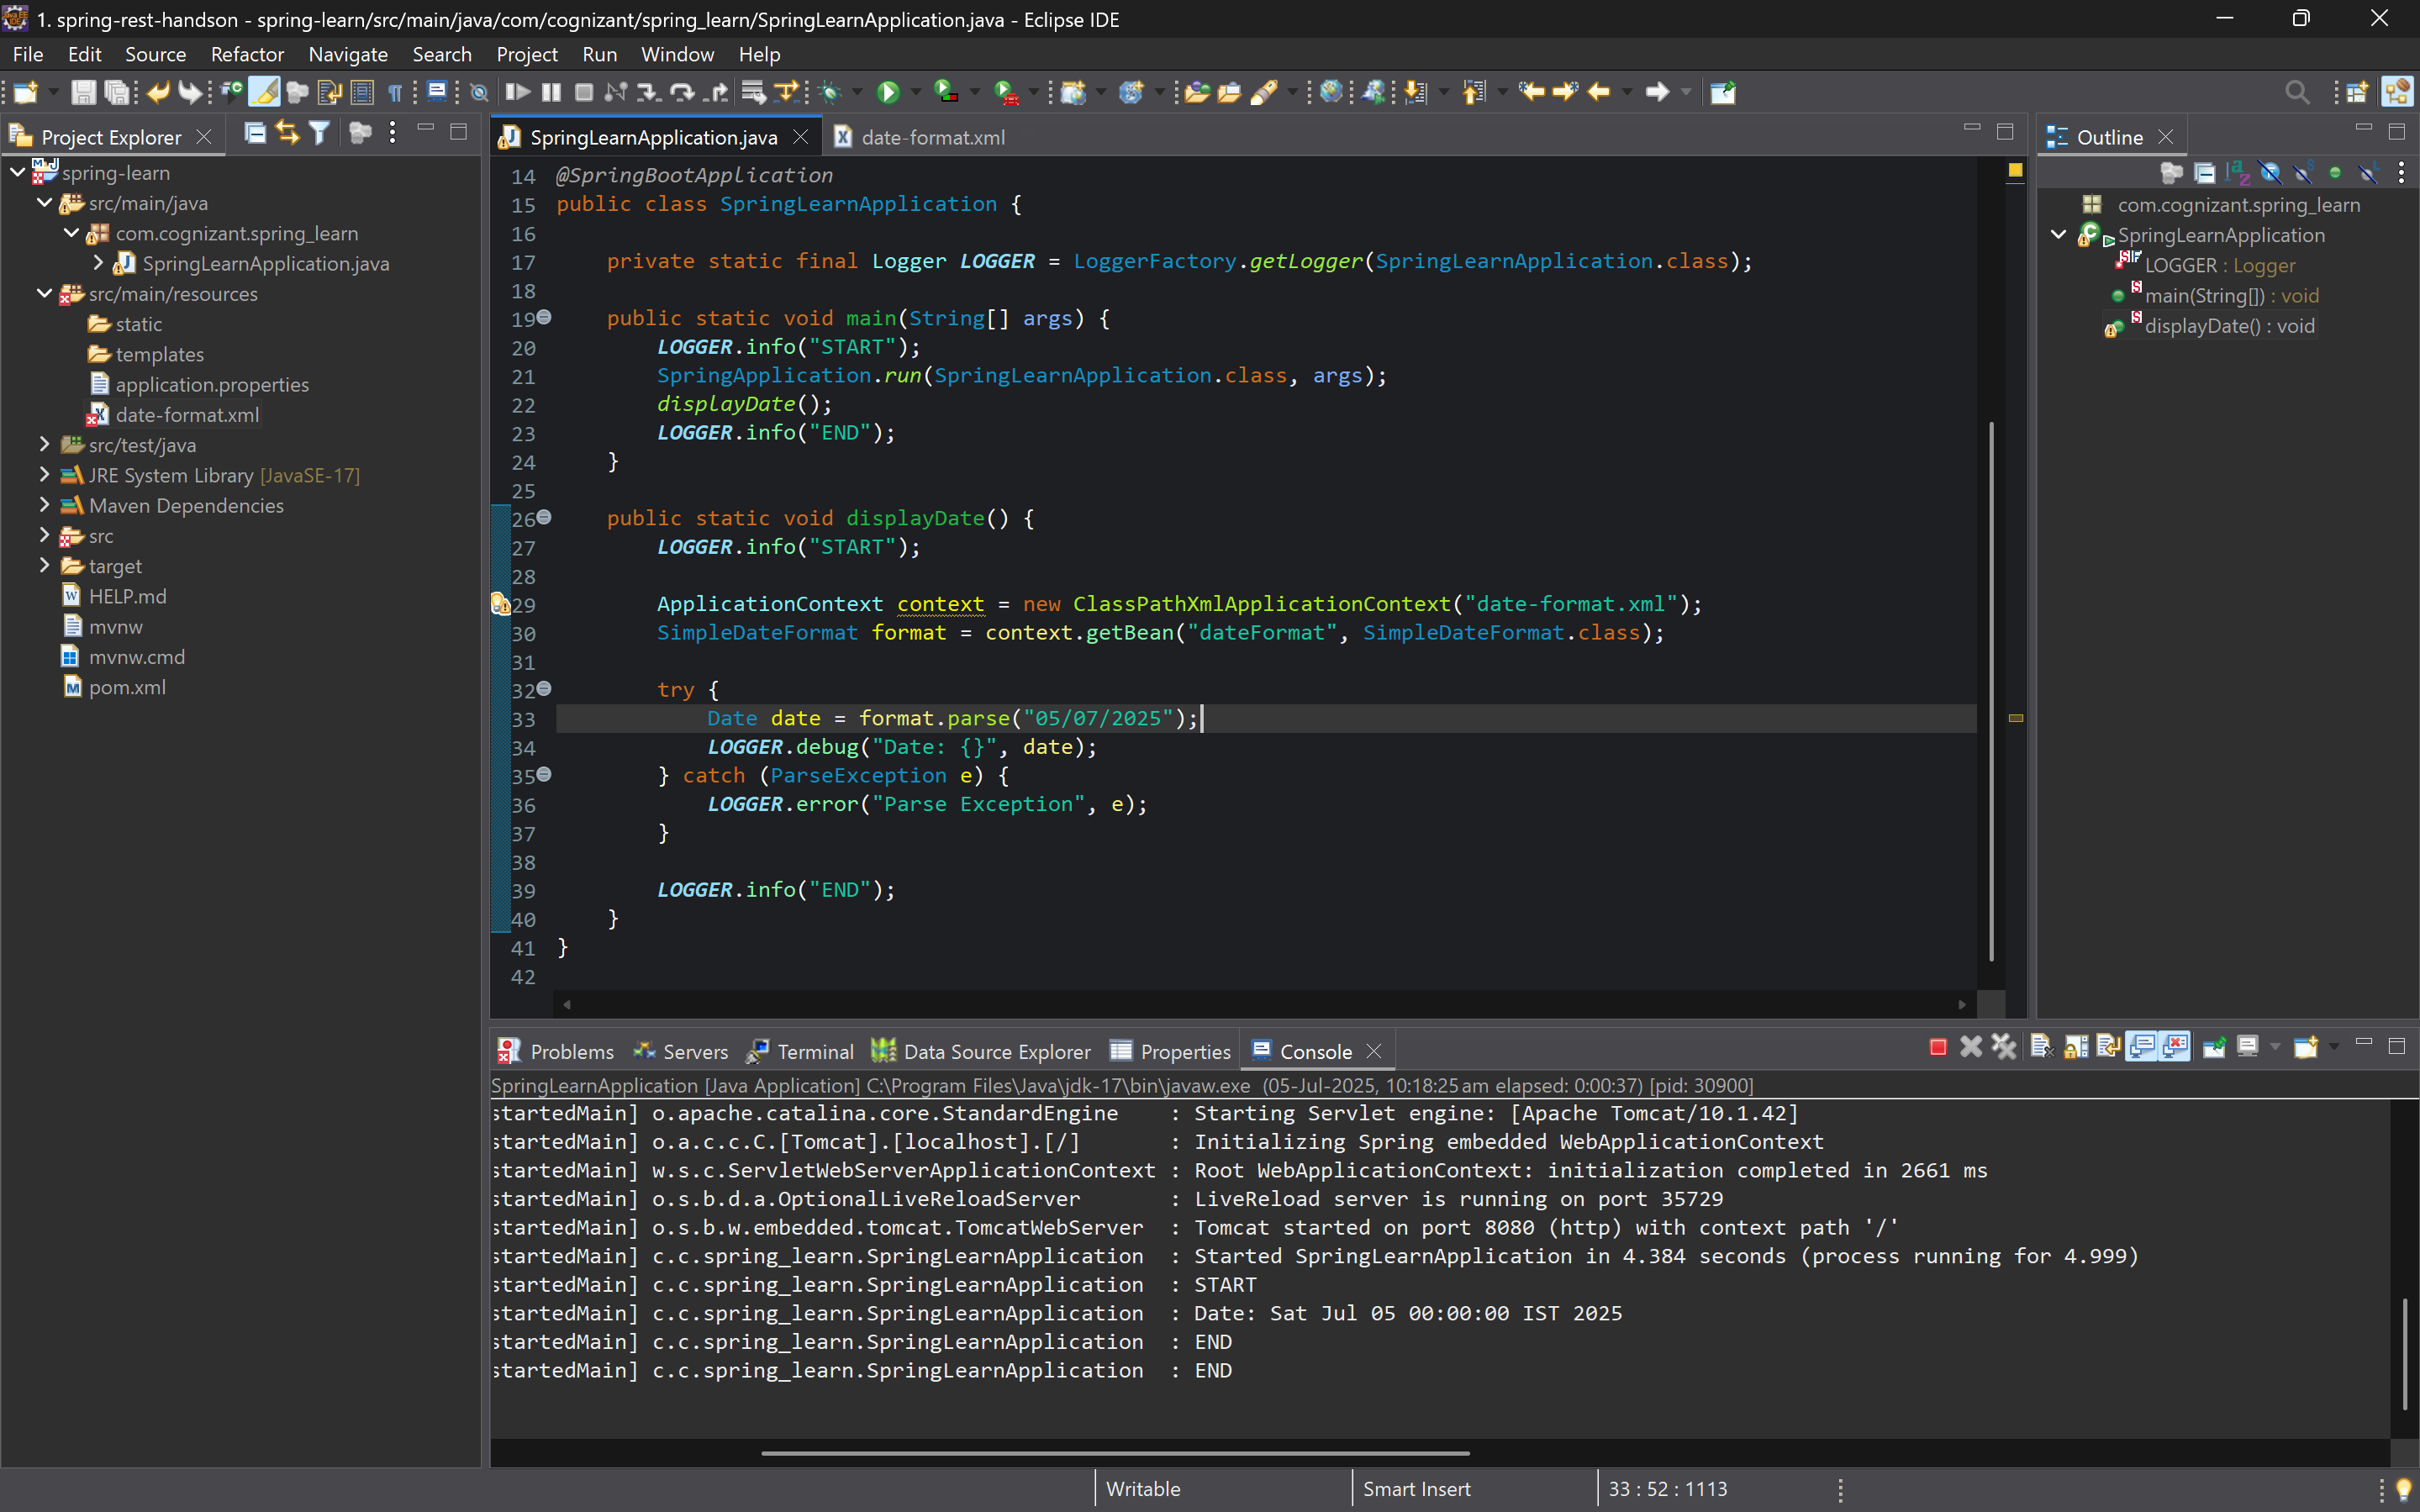 1. spring-rest-handson - spring-learn/src/main/java/com/cognizant/spring_learn/SpringLearnApplication.java - Eclipse IDE
File Edit Source Refactor Navigate Search Project Run Window Help
Project Explorer
spring-learn
src/main/java
com.cognizant.spring_learn
SpringLearnApplication.java
src/main/resources
static
templates
application.properties
date-format.xml
src/test/java
JRE System Library [JavaSE-17]
Maven Dependencies
src
target
HELP.md
mvnw
mvnw.cmd
pom.xml
SpringLearnApplication.java date-format.xml
14 @SpringBootApplication
15 public class SpringLearnApplication {
16
17 private static final Logger LOGGER = LoggerFactory.getLogger(SpringLearnApplication.class);
18
19 public static void main(String[] args) {
20 LOGGER.info("START");
21 SpringApplication.run(SpringLearnApplication.class, args);
22 displayDate();
23 LOGGER.info("END");
24 }
25
26 public static void displayDate() {
27 LOGGER.info("START");
28
29 ApplicationContext context = new ClassPathXmlApplicationContext("date-format.xml");
30 SimpleDateFormat format = context.getBean("dateFormat", SimpleDateFormat.class);
31
32 try {
33 Date date = format.parse("05/07/2025");
34 LOGGER.debug("Date: {}", date);
35 } catch (ParseException e) {
36 LOGGER.error("Parse Exception", e);
37 }
38
39 LOGGER.info("END");
40 }
41 }
42
Outline
com.cognizant.spring_learn
SpringLearnApplication
LOGGER : Logger
main(String[]) : void
displayDate() : void
Problems Servers Terminal Data Source Explorer Properties Console
SpringLearnApplication [Java Application] C:\Program Files\Java\jdk-17\bin\javaw.exe (05-Jul-2025, 10:18:25 am elapsed: 0:00:37) [pid: 30900]
startedMain] o.apache.catalina.core.StandardEngine : Starting Servlet engine: [Apache Tomcat/10.1.42]
startedMain] o.a.c.c.C.[Tomcat].[localhost].[/] : Initializing Spring embedded WebApplicationContext
startedMain] w.s.c.ServletWebServerApplicationContext : Root WebApplicationContext: initialization completed in 2661 ms
startedMain] o.s.b.d.a.OptionalLiveReloadServer : LiveReload server is running on port 35729
startedMain] o.s.b.w.embedded.tomcat.TomcatWebServer : Tomcat started on port 8080 (http) with context path '/'
startedMain] c.c.spring_learn.SpringLearnApplication : Started SpringLearnApplication in 4.384 seconds (process running for 4.999)
startedMain] c.c.spring_learn.SpringLearnApplication : START
startedMain] c.c.spring_learn.SpringLearnApplication : Date: Sat Jul 05 00:00:00 IST 2025
startedMain] c.c.spring_learn.SpringLearnApplication : END
startedMain] c.c.spring_learn.SpringLearnApplication : END
Writable Smart Insert 33 : 52 : 1113